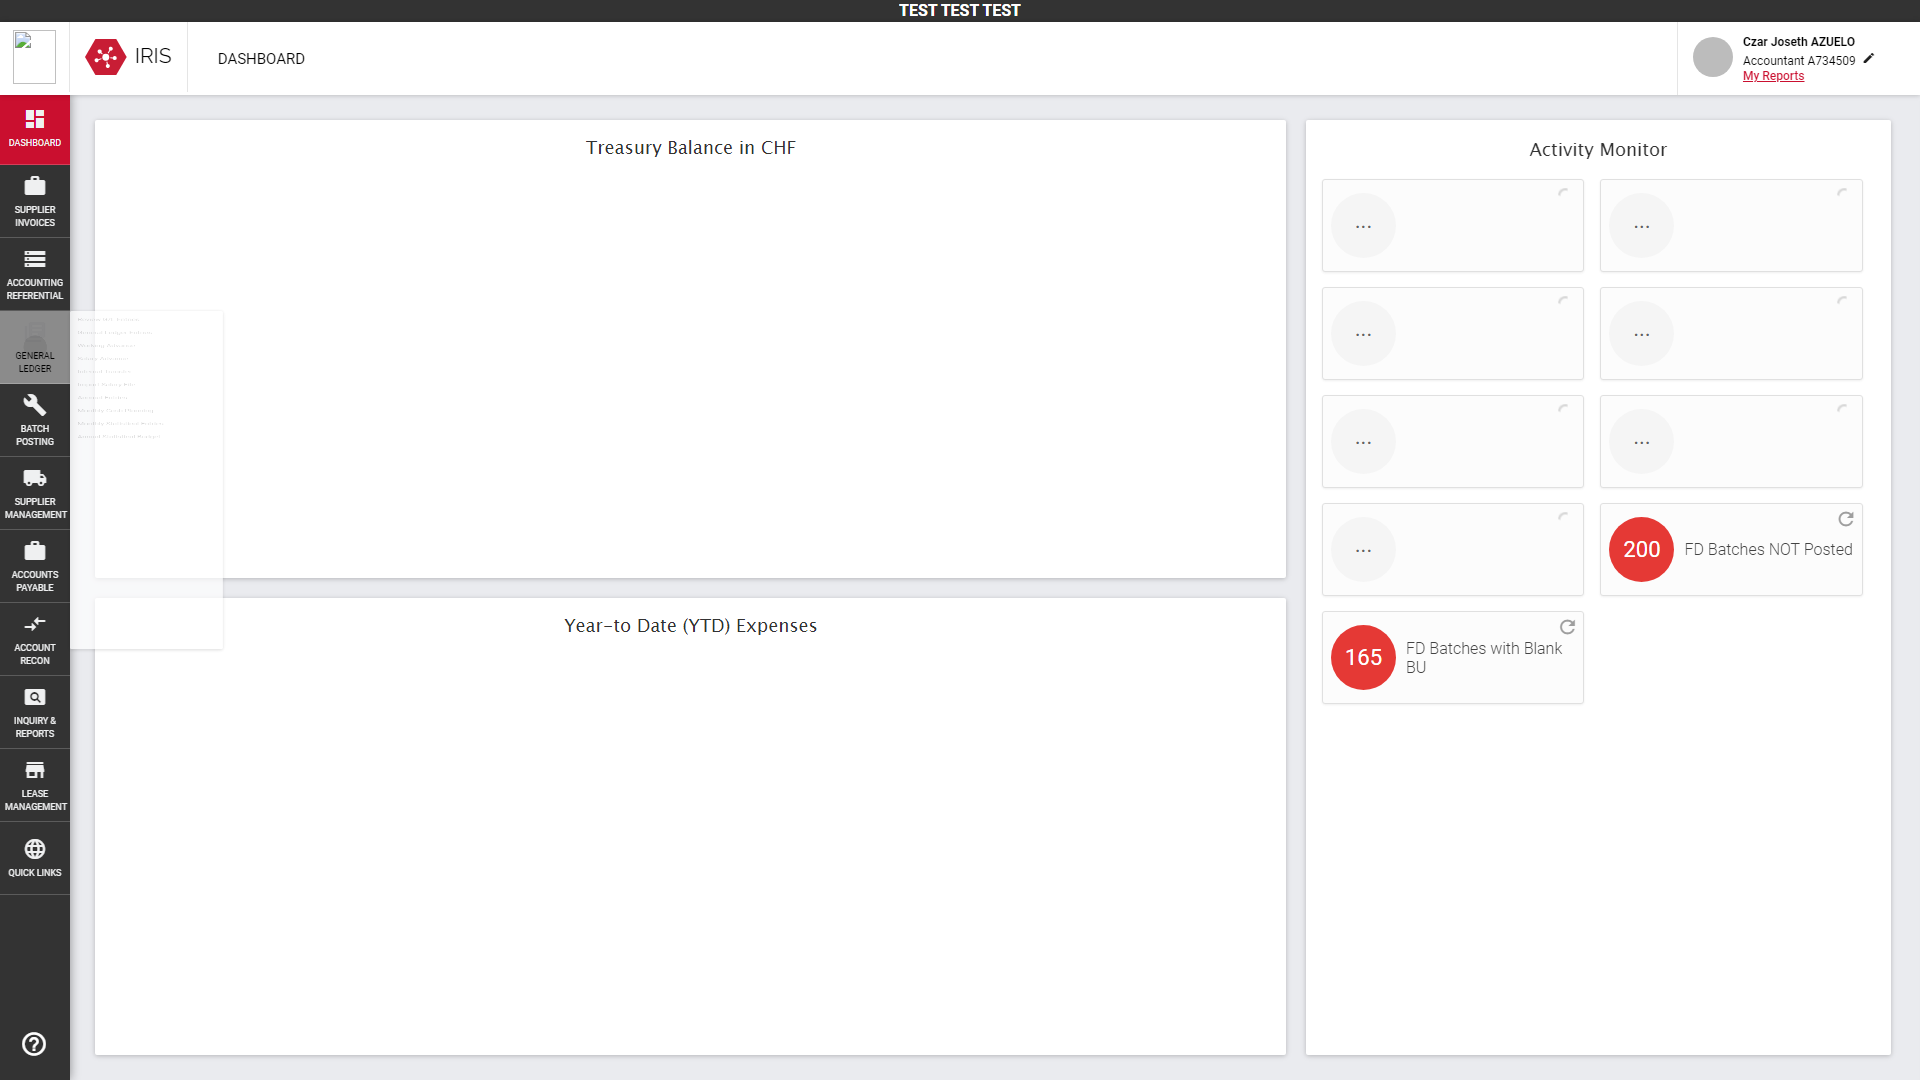 TEST TEST TEST
IRIS
DASHBOARD
Czar Joseth AZUELO
Accountant A734509
My Reports
DASHBOARD
SUPPLIER
INVOICES
ACCOUNTING
REFERENTIAL
GENERAL
LEDGER
BATCH
POSTING
SUPPLIER
MANAGEMENT
ACCOUNTS
PAYABLE
ACCOUNT
RECON
INQUIRY &
REPORTS
LEASE
MANAGEMENT
QUICK LINKS
Treasury Balance in CHF
Year-to Date (YTD) Expenses
Activity Monitor
... ...
... ...
... ...
...
200 FD Batches NOT Posted
165 FD Batches with Blank
BU